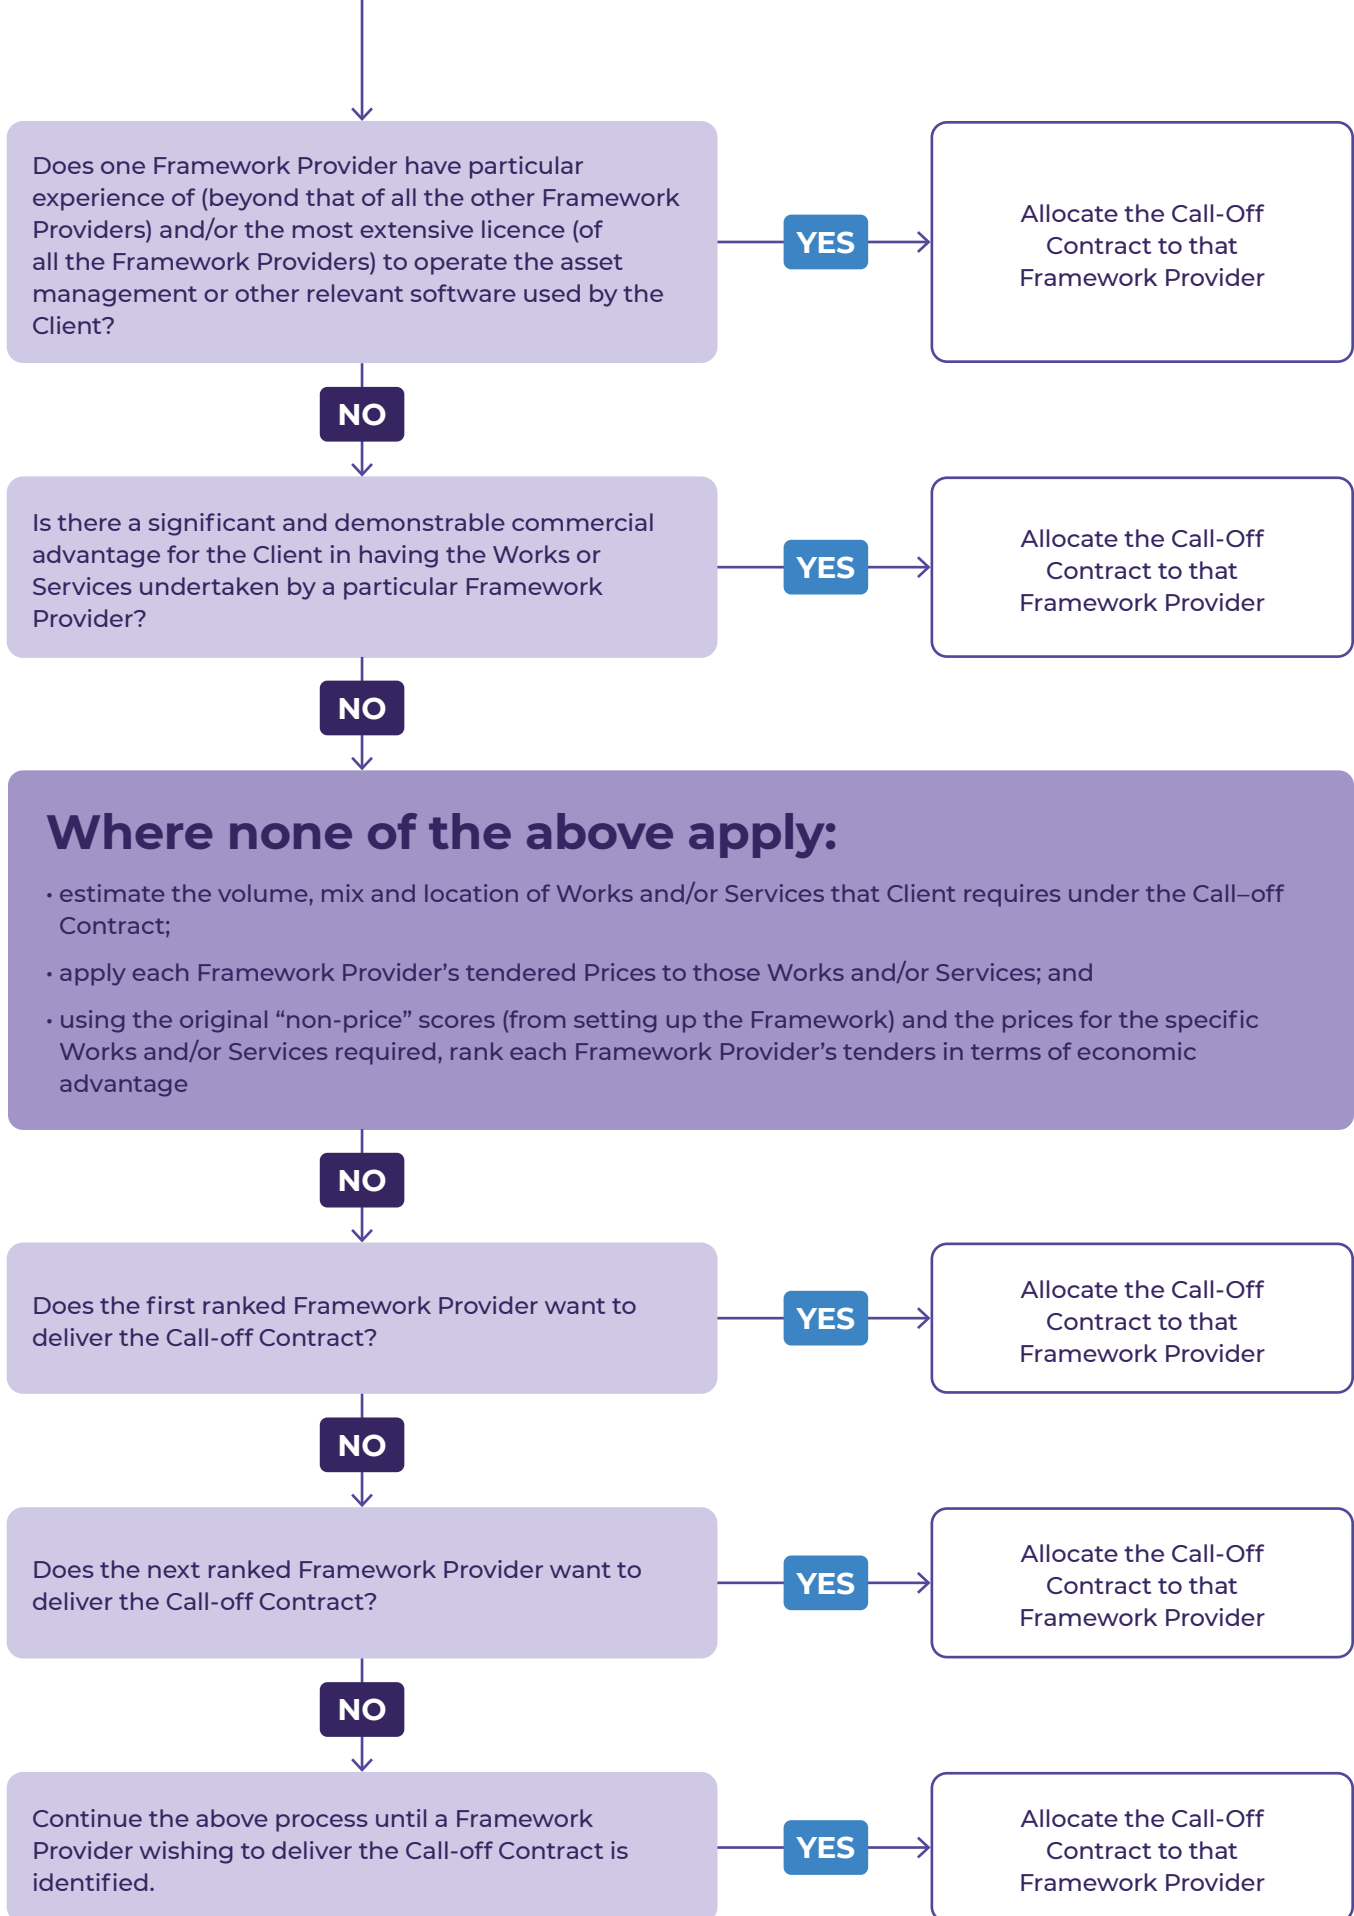 Does one Framework Provider have particular
experience of (beyond that of all the other Framework
Providers) and/or the most extensive licence (of
all the Framework Providers) to operate the asset
management or other relevant software used by the
Client?
YES
Allocate the Call-Off
Contract to that
Framework Provider
NO
Is there a significant and demonstrable commercial
advantage for the Client in having the Works or
Services undertaken by a particular Framework
Provider?
YES
Allocate the Call-Off
Contract to that
Framework Provider
NO
Where none of the above apply:
• estimate the volume, mix and location of Works and/or Services that Client requires under the Call–off
Contract;
• apply each Framework Provider’s tendered Prices to those Works and/or Services; and
• using the original “non-price” scores (from setting up the Framework) and the prices for the specific
Works and/or Services required, rank each Framework Provider’s tenders in terms of economic
advantage
NO
Does the first ranked Framework Provider want to
deliver the Call-off Contract?
YES
Allocate the Call-Off
Contract to that
Framework Provider
NO
Does the next ranked Framework Provider want to
deliver the Call-off Contract?
YES
Allocate the Call-Off
Contract to that
Framework Provider
NO
Continue the above process until a Framework
Provider wishing to deliver the Call-off Contract is
identified.
YES
Allocate the Call-Off
Contract to that
Framework Provider